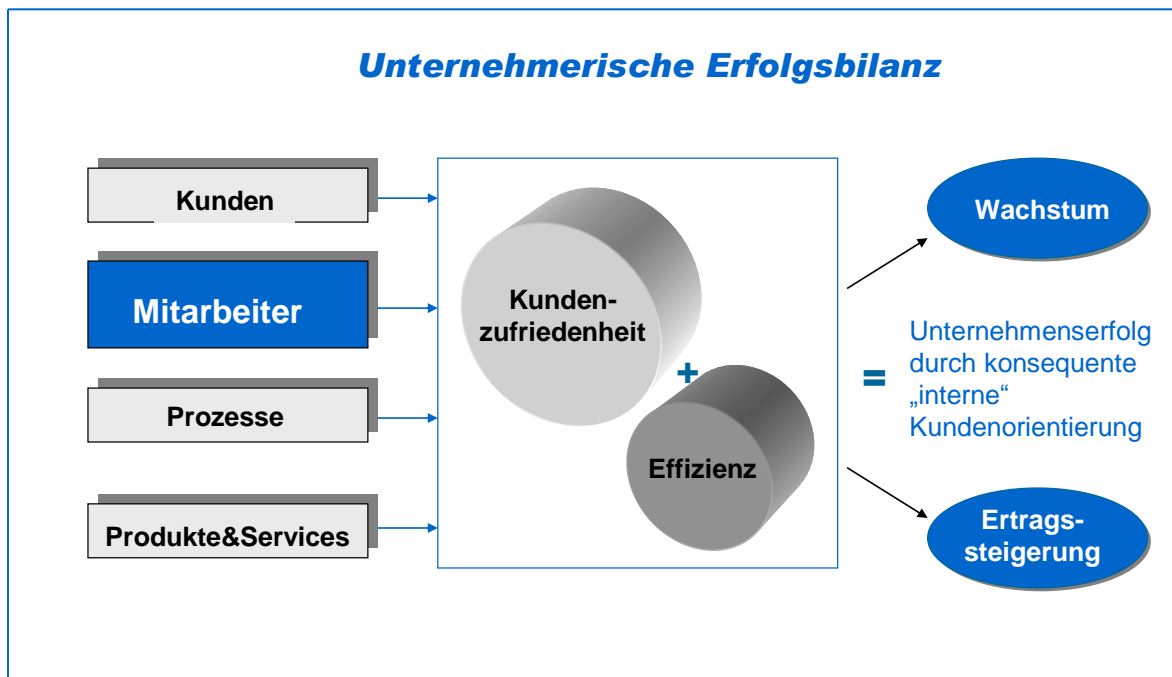 Unternehmerische Erfolgsbilanz
Kunden
Mitarbeiter
Prozesse
Produkte&Services
Kunden-
zufriedenheit
+
Effizienz
=
Wachstum
Unternehmenserfolg
durch konsequente
„interne“
Kundenorientierung
Ertrags-
steigerung